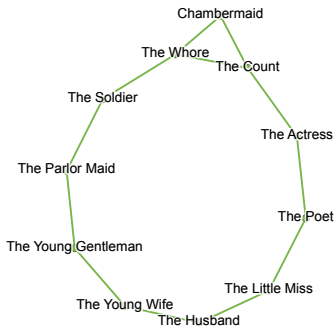 Chambermaid
The Whore
The Count
The Soldier
The Actress
The Parlor Maid
The Poet
The Young Gentleman
The Little Miss
The Young Wife
The Husband